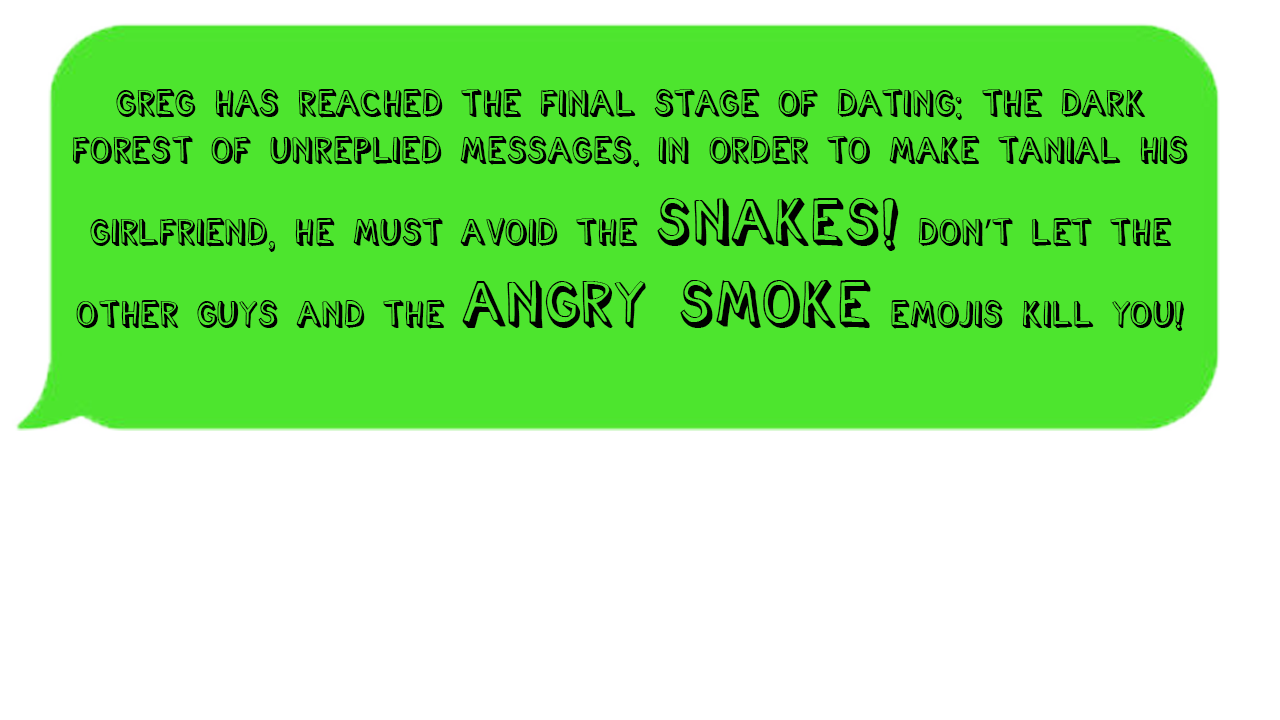 GREG HAS REACHED THE FINAL STAGE OF DATING: THE DARK
FOREST OF UNREPLIED MESSAGES. IN ORDER TO MAKE TANIAL HIS
GIRLFRIEND, HE MUST AVOID THE SNAKES! DON'T LET THE
OTHER GUYS AND THE ANGRY SMOKE EMOJIS KILL YOU!